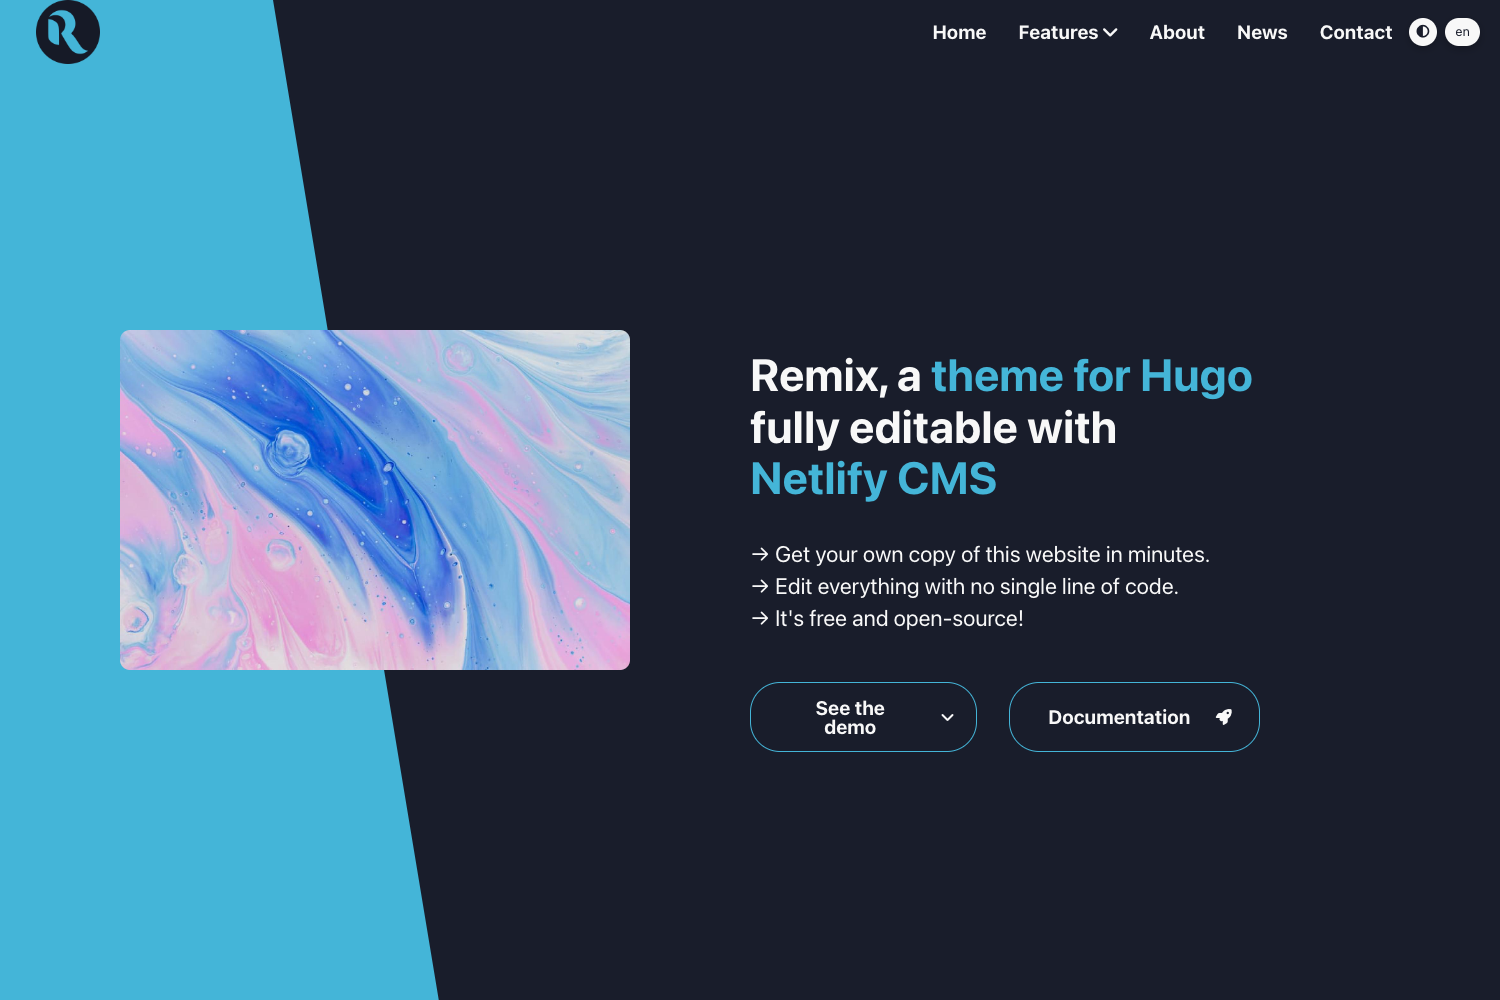 R
Home Features About News Contact en
Remix, a theme for Hugo
fully editable with
Netlify CMS
→ Get your own copy of this website in minutes.
→ Edit everything with no single line of code.
→ It's free and open-source!
See the
demo
Documentation